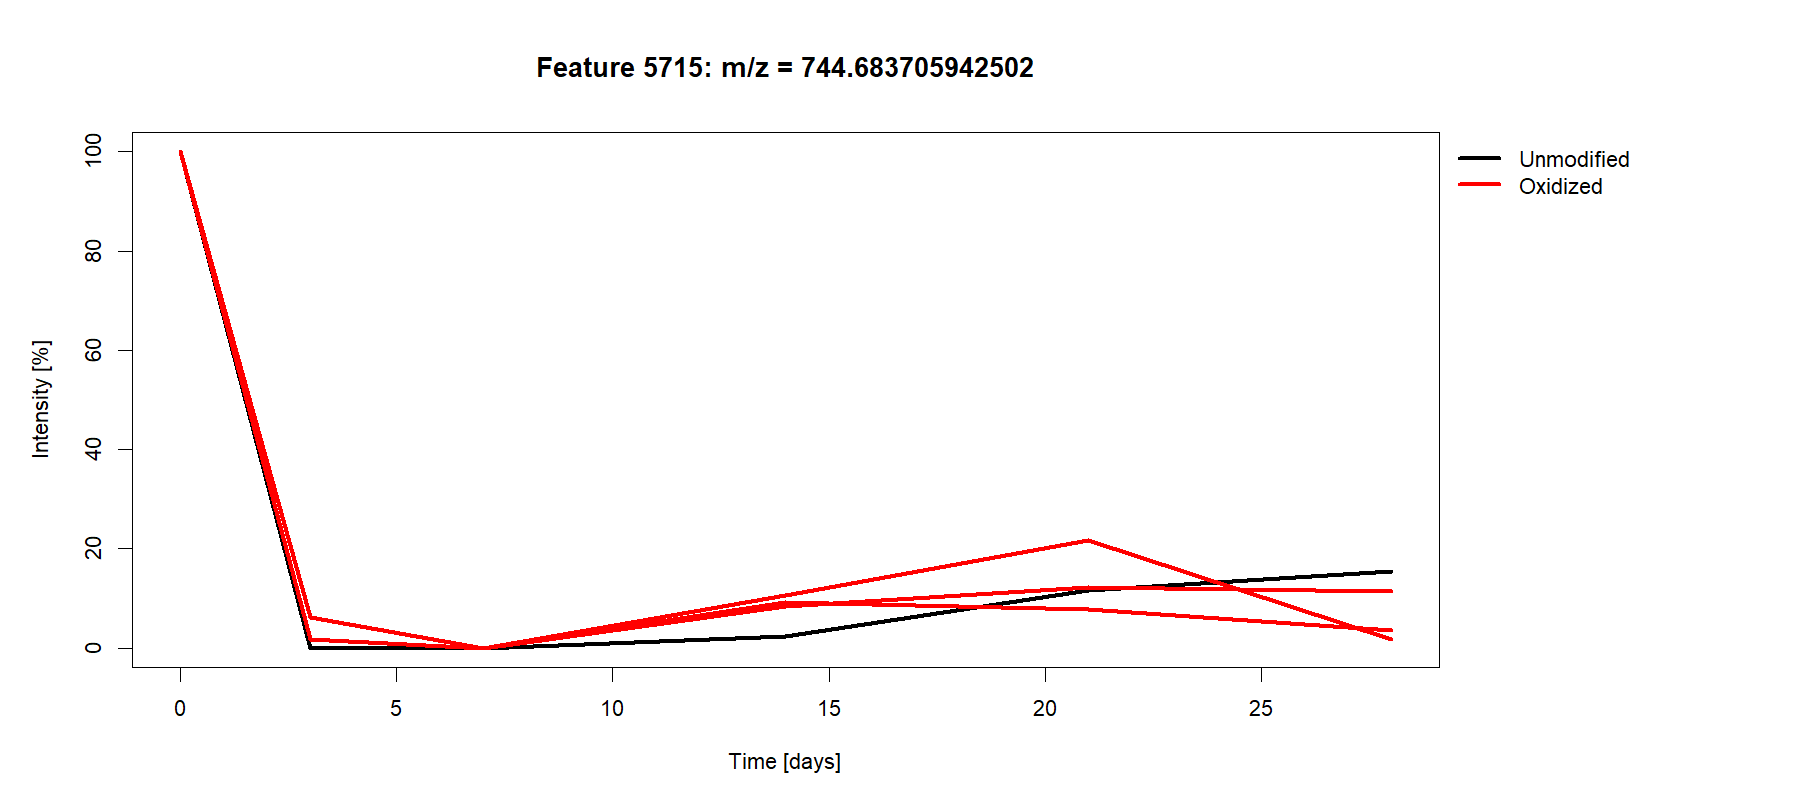 Feature 5715: m/z = 744.683705942502
Unmodified
Oxidized
Intensity [%]
100
80
60
40
20
0
0 5 10 15 20 25
Time [days]